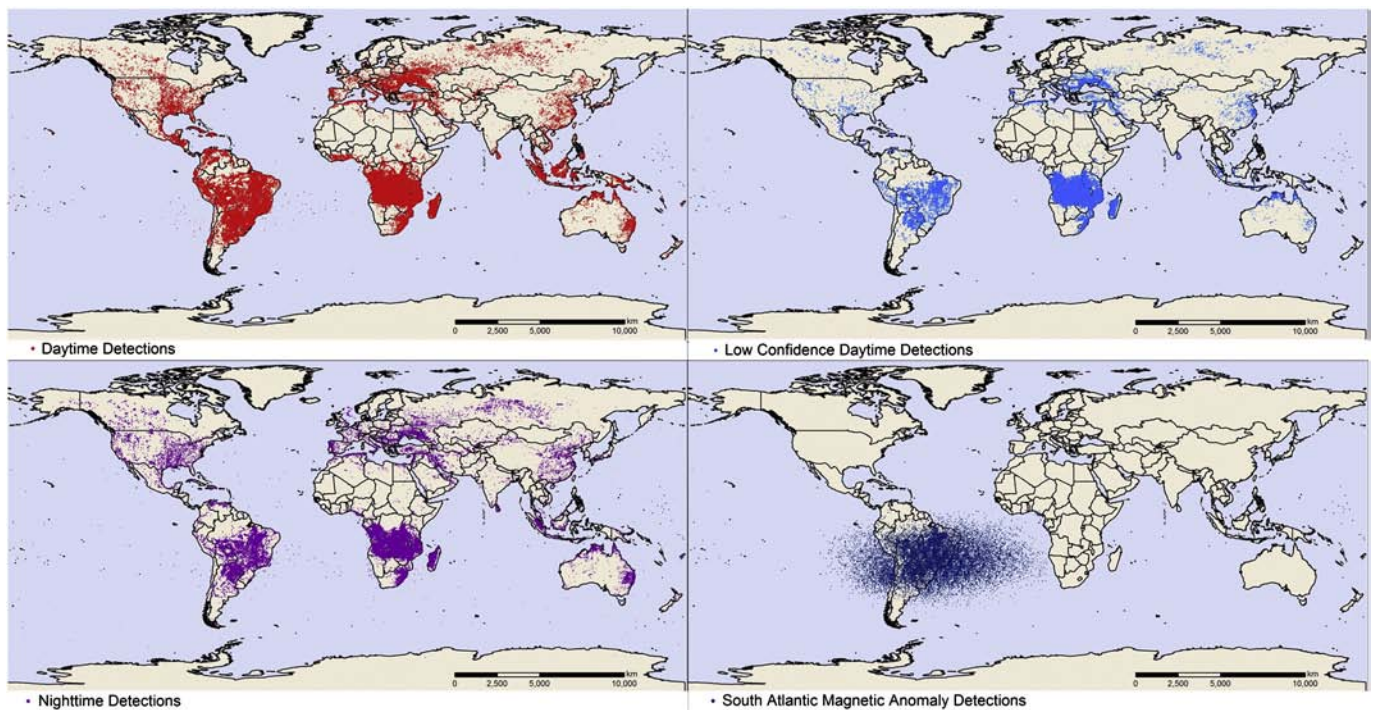 km
0 2,500 5,000 10,000
• Daytime Detections
km
0 2,500 5,000 10,000
• Low Confidence Daytime Detections
km
0 2,500 5,000 10,000
• Nighttime Detections
km
0 2,500 5,000 10,000
• South Atlantic Magnetic Anomaly Detections